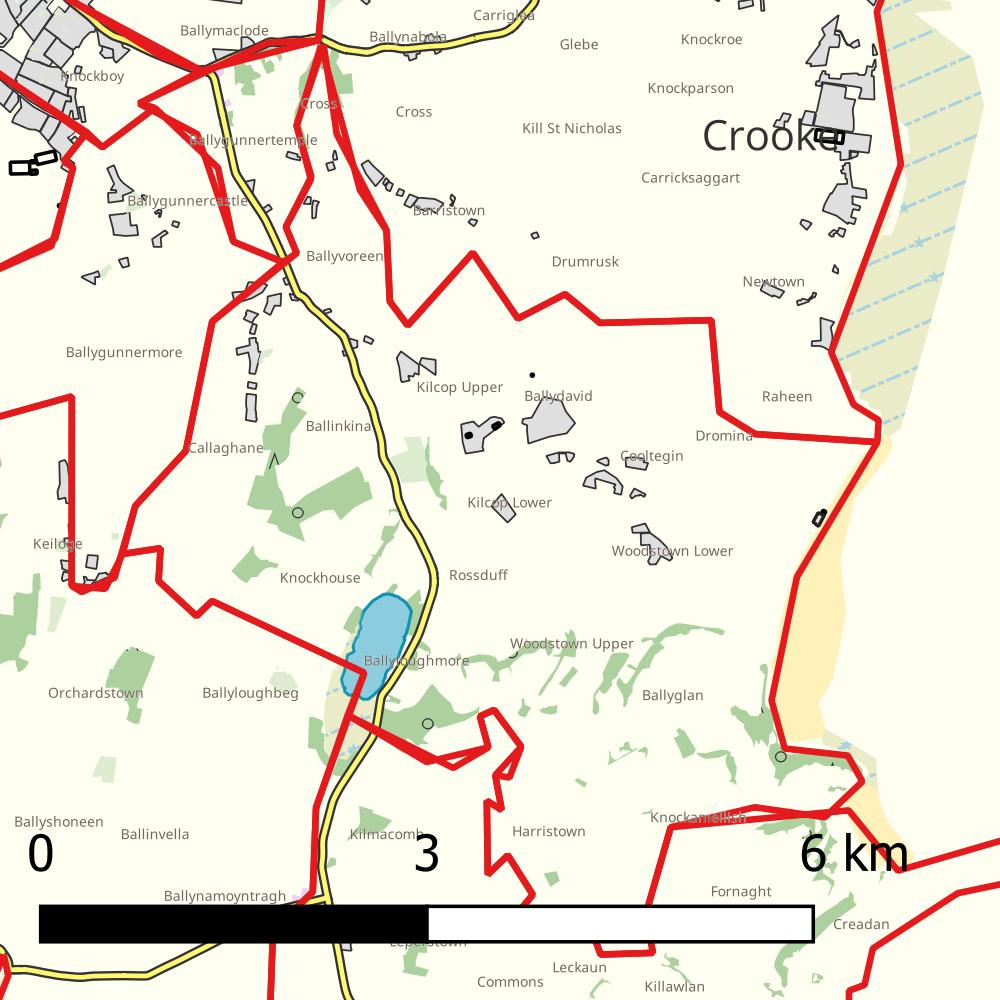 Carriglea
Ballymaclode
Ballynabola
Knockroe
Glebe
Knockboy
Knockparson
Cross
Cross
Kill St Nicholas
Crooke
Ballygunnertemple
Carricksaggart
Ballygunnercastle
Barristown
Ballyvoreen
Drumrusk
Newtown
Ballygunnermore
Kilcop Upper
Ballydavid
Raheen
Ballinkina
Dromina
Callaghane
Cooltegin
Kilcop Lower
Keiloge
Woodstown Lower
Knockhouse
Rossduff
Woodstown Upper
Ballyloughmore
Orchardstown
Ballyloughbeg
Ballyglan
Knockamellish
Ballyshoneen
Ballinvella
Kilmacomb
Harristown
0 3 6 km
Ballynamoyntragh
Fornaght
Creadan
Leperstown
Leckaun
Commons
Killawlan